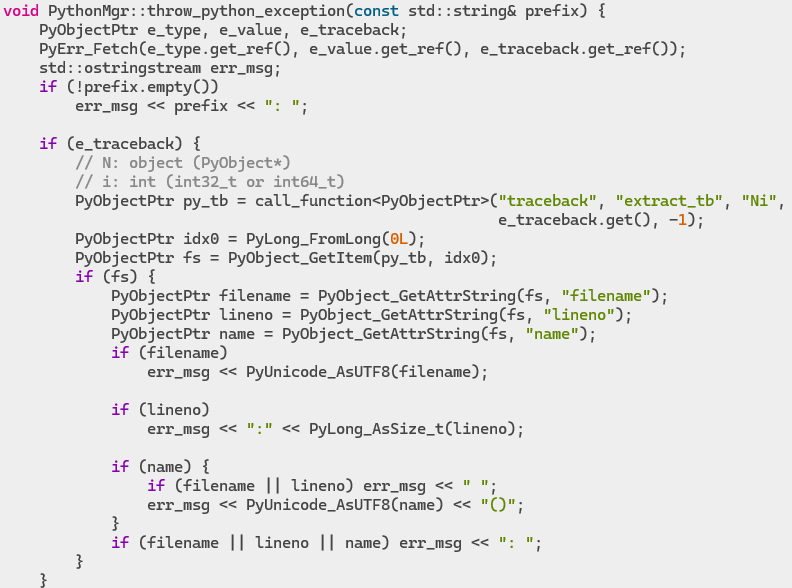 void PythonMgr::throw_python_exception(const std::string& prefix) {
    PyObjectPtr e_type, e_value, e_traceback;
    PyErr_Fetch(e_type.get_ref(), e_value.get_ref(), e_traceback.get_ref());
    std::ostringstream err_msg;
    if (!prefix.empty())
        err_msg << prefix << ": ";

    if (e_traceback) {
        // N: object (PyObject*)
        // i: int (int32_t or int64_t)
        PyObjectPtr py_tb = call_function<PyObjectPtr>("traceback", "extract_tb", "Ni",
                                                       e_traceback.get(), -1);
        PyObjectPtr idx0 = PyLong_FromLong(0L);
        PyObjectPtr fs = PyObject_GetItem(py_tb, idx0);
        if (fs) {
            PyObjectPtr filename = PyObject_GetAttrString(fs, "filename");
            PyObjectPtr lineno = PyObject_GetAttrString(fs, "lineno");
            PyObjectPtr name = PyObject_GetAttrString(fs, "name");
            if (filename)
                err_msg << PyUnicode_AsUTF8(filename);

            if (lineno)
                err_msg << ":" << PyLong_AsSize_t(lineno);

            if (name) {
                if (filename || lineno) err_msg << " ";
                err_msg << PyUnicode_AsUTF8(name) << "()";
            }
            if (filename || lineno || name) err_msg << ": ";
        }
    }